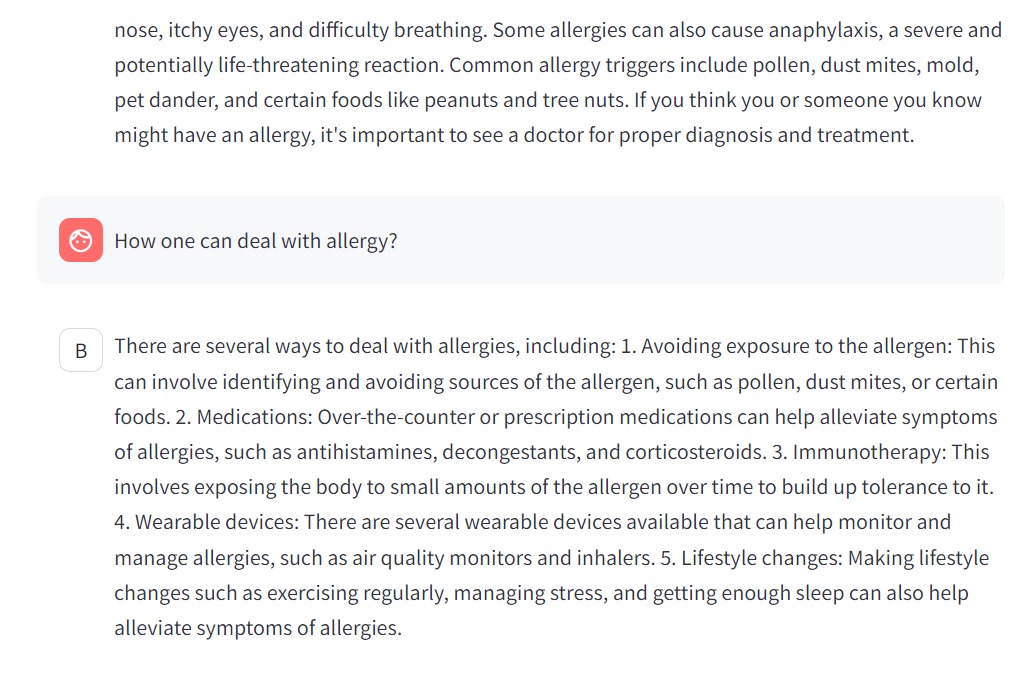 nose, itchy eyes, and difficulty breathing. Some allergies can also cause anaphylaxis, a severe and
potentially life-threatening reaction. Common allergy triggers include pollen, dust mites, mold,
pet dander, and certain foods like peanuts and tree nuts. If you think you or someone you know
might have an allergy, it's important to see a doctor for proper diagnosis and treatment.
How one can deal with allergy?
B
There are several ways to deal with allergies, including: 1. Avoiding exposure to the allergen: This
can involve identifying and avoiding sources of the allergen, such as pollen, dust mites, or certain
foods. 2. Medications: Over-the-counter or prescription medications can help alleviate symptoms
of allergies, such as antihistamines, decongestants, and corticosteroids. 3. Immunotherapy: This
involves exposing the body to small amounts of the allergen over time to build up tolerance to it.
4. Wearable devices: There are several wearable devices available that can help monitor and
manage allergies, such as air quality monitors and inhalers. 5. Lifestyle changes: Making lifestyle
changes such as exercising regularly, managing stress, and getting enough sleep can also help
alleviate symptoms of allergies.